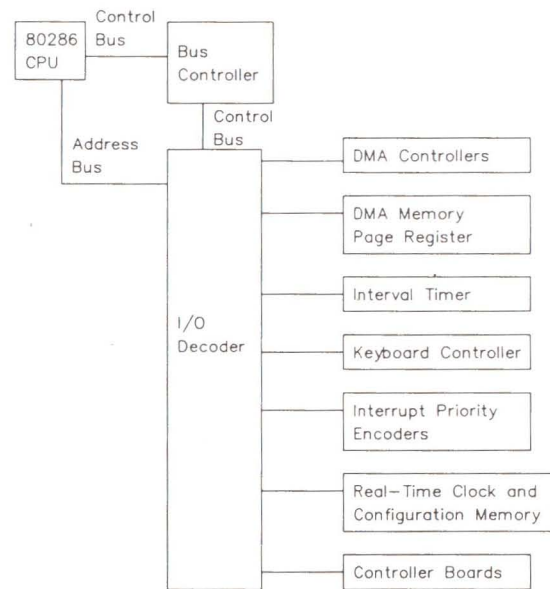 Control
Bus
80286
CPU
Bus
Controller
Control
Bus
Address
Bus
DMA Controllers
DMA Memory
Page Register
Interval Timer
I/O
Decoder
Keyboard Controller
Interrupt Priority
Encoders
Real-Time Clock and
Configuration Memory
Controller Boards